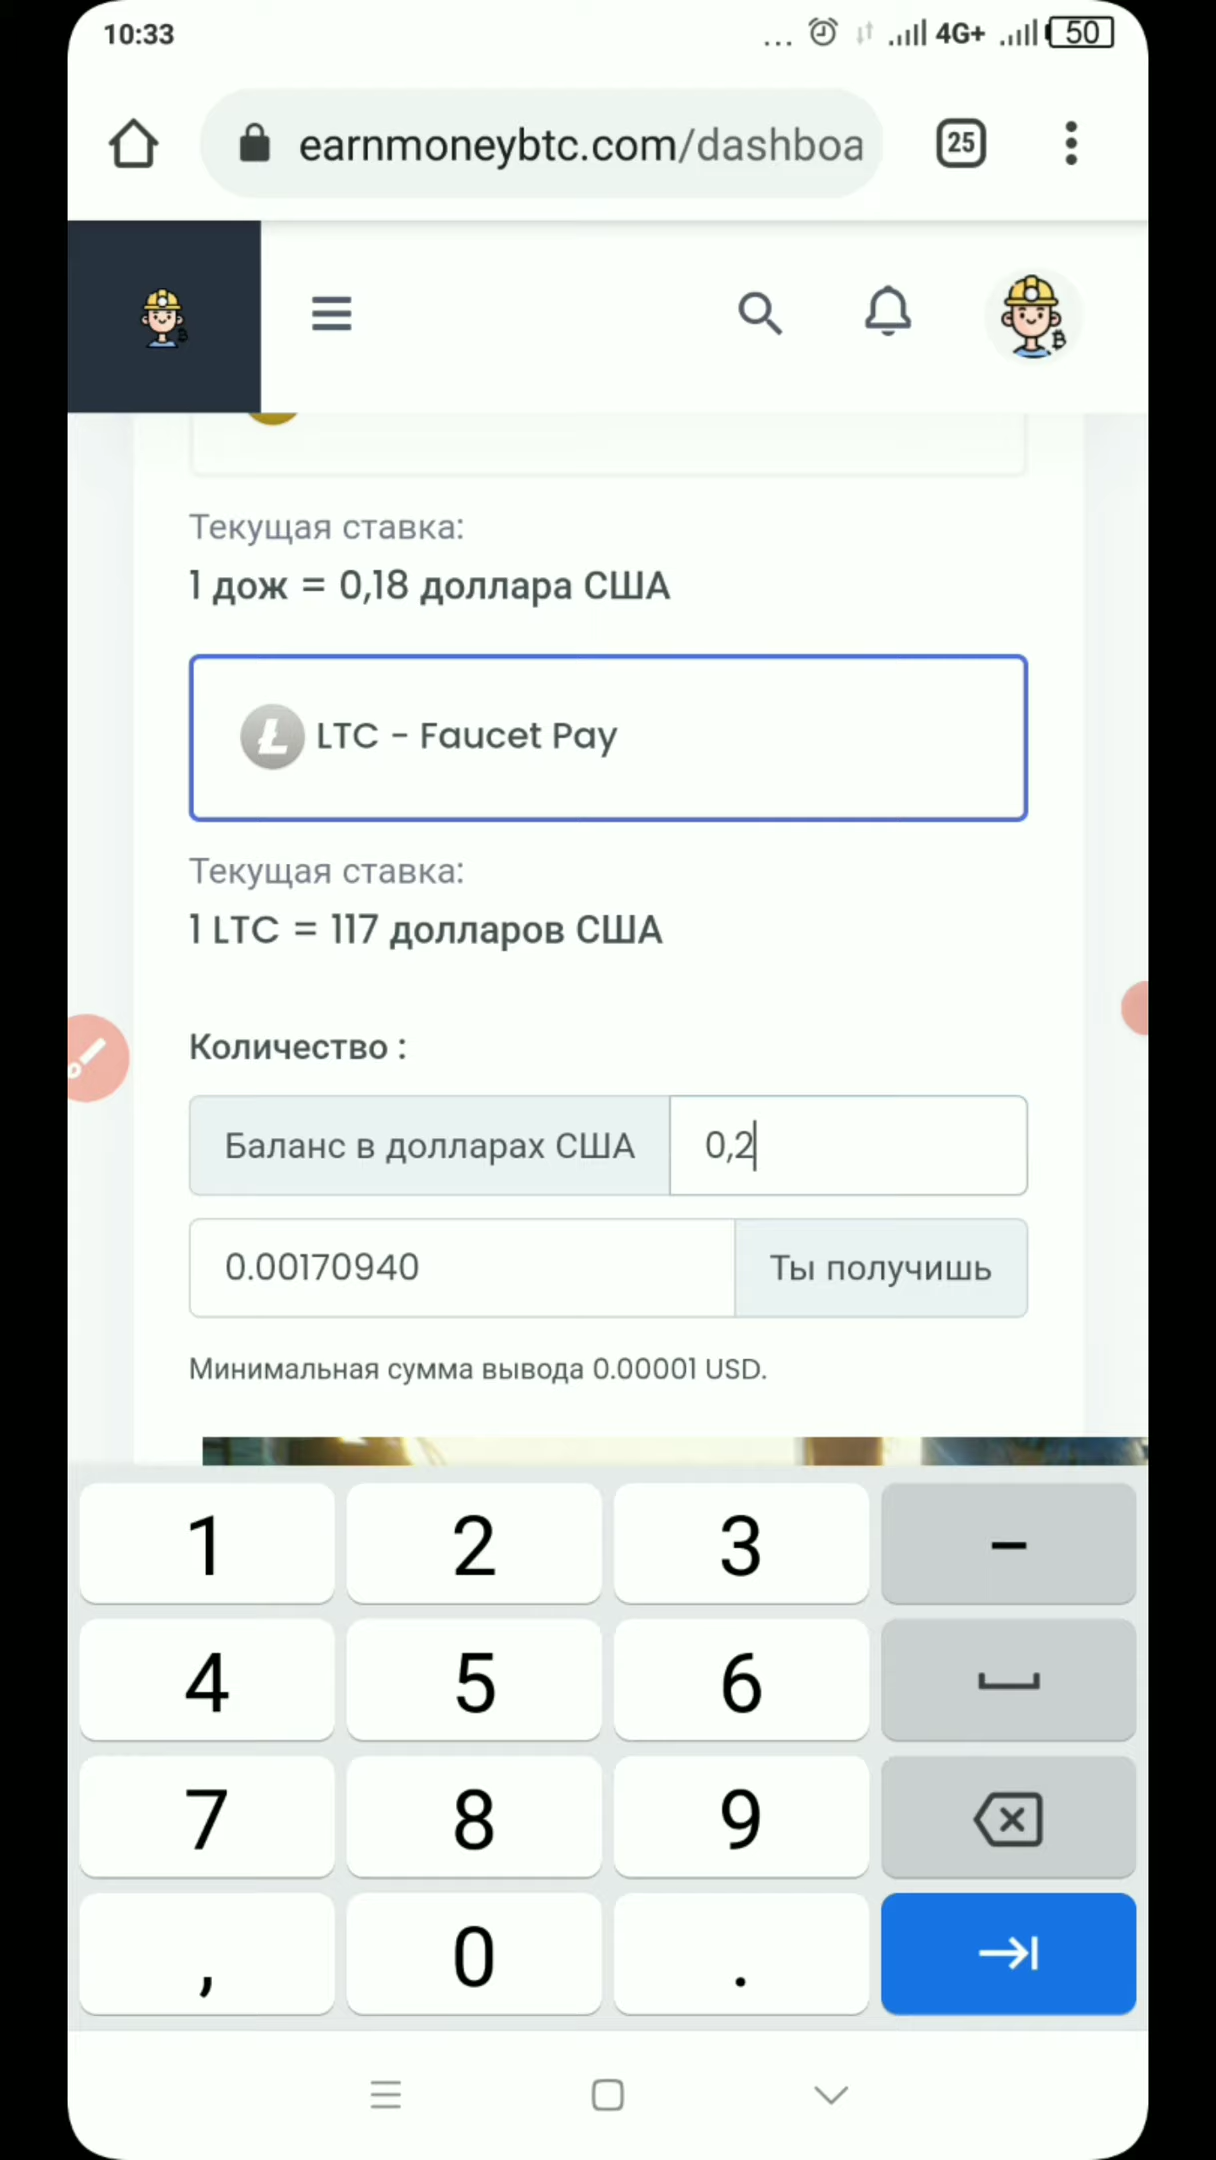 10:33
... 4G+ 50
earnmoneybtc.com/dashboa
25
Текущая ставка:
1 дож = 0,18 доллара США
LTC - Faucet Pay
Текущая ставка:
1 LTC = 117 долларов США
Количество :
Баланс в долларах США 0,2
0.00170940 Ты получишь
Минимальная сумма вывода 0.00001 USD.
1 2 3 -
4 5 6
7 8 9
, 0 .